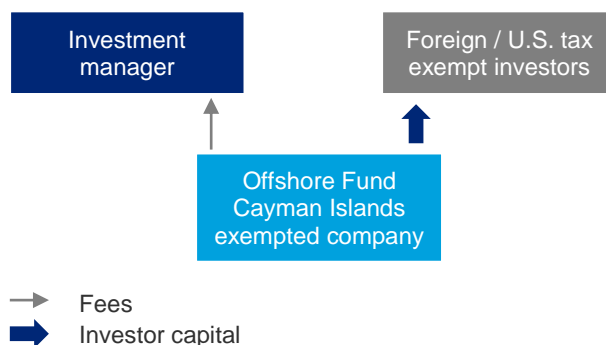 Investment
manager
Foreign / U.S. tax
exempt investors
Offshore Fund
Cayman Islands
exempted company
Fees
Investor capital